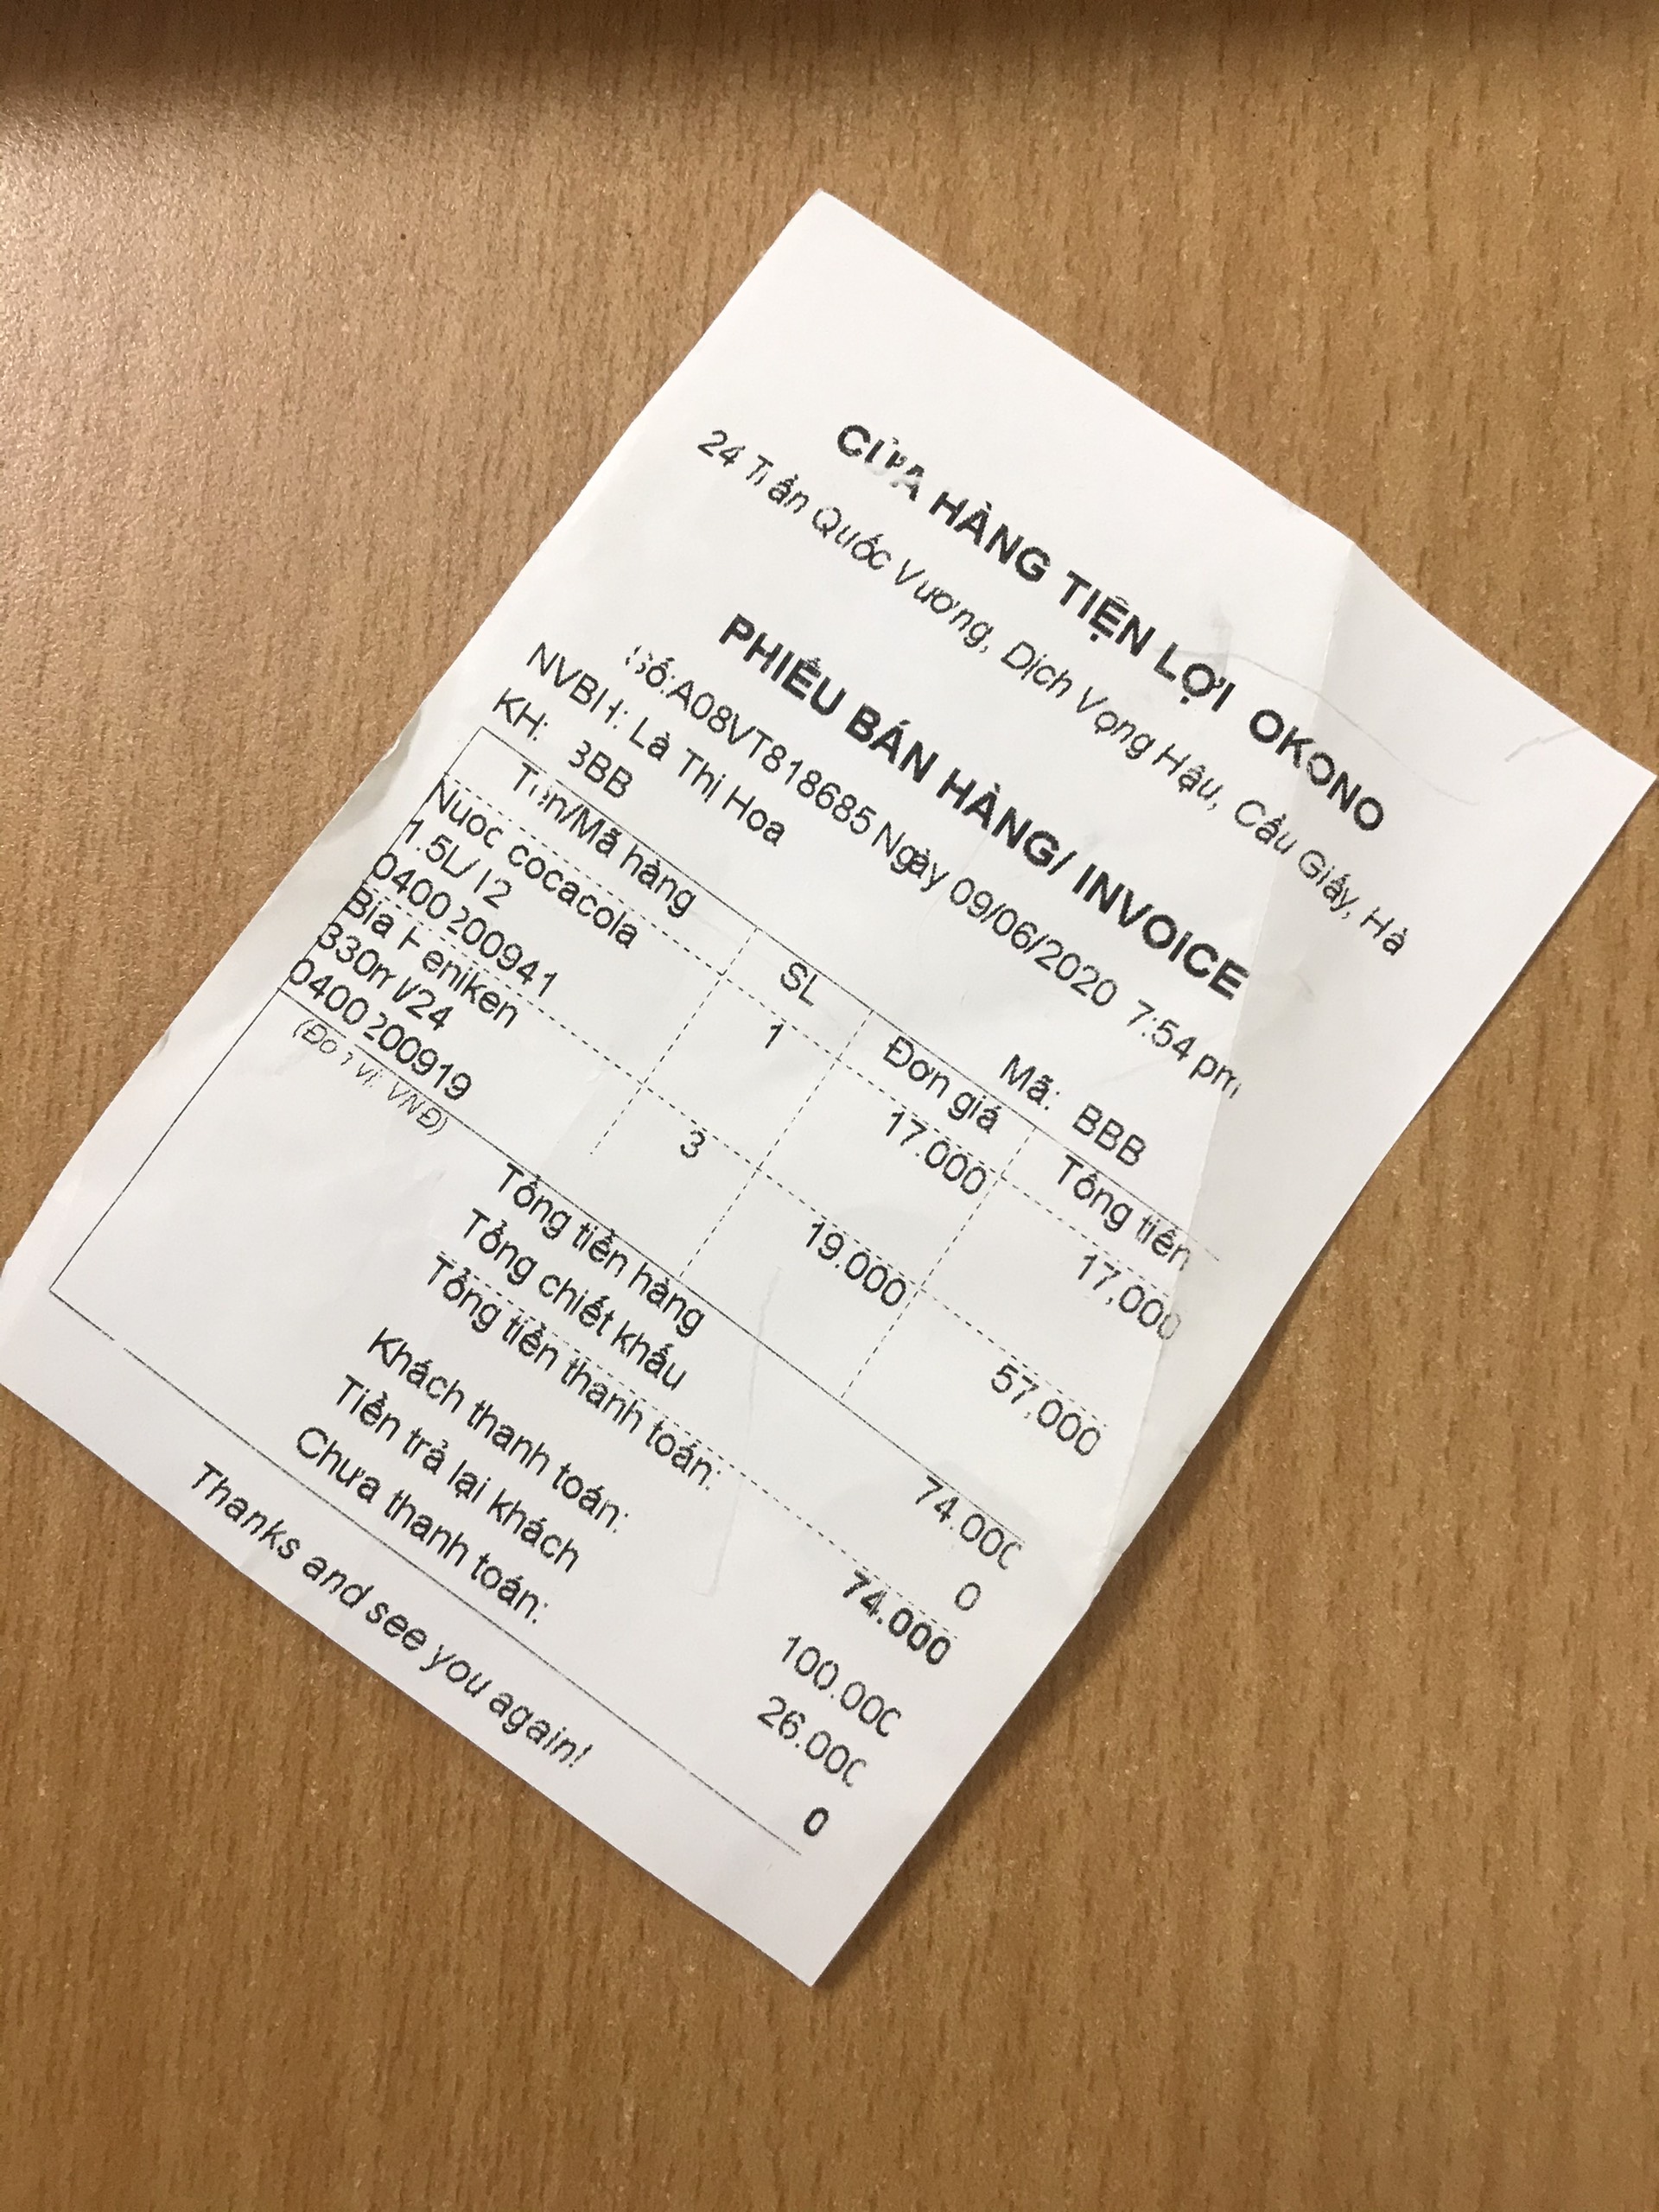 CỬA HÀNG TIỆN LỢI OKONO
24 Trần Quốc Vương, Dịch Vọng Hậu, Cầu Giấy, Hà
PHIẾU BÁN HÀNG/ INVOICE
Số:A08VT818685 Ngày 09/06/2020 7:54 pm
NVBH: Lả Thị Hoa
KH: BBB Mã: BBB
Tên/Mã hàng SL Đơn giá Tổng tiền
Nuoc cocacola 1 17.000 17,000
1.5L/12
0400200941
Bia Heniken 3 19.000 57,000
330ml/24
0400200919
(Đơn vị: VNĐ)
Tổng tiền hàng 74.000
Tổng chiết khấu 0
Tổng tiền thanh toán: 74.000
Khách thanh toán: 100.000
Tiền trả lại khách 26.000
Chưa thanh toán: 0
Thanks and see you again!